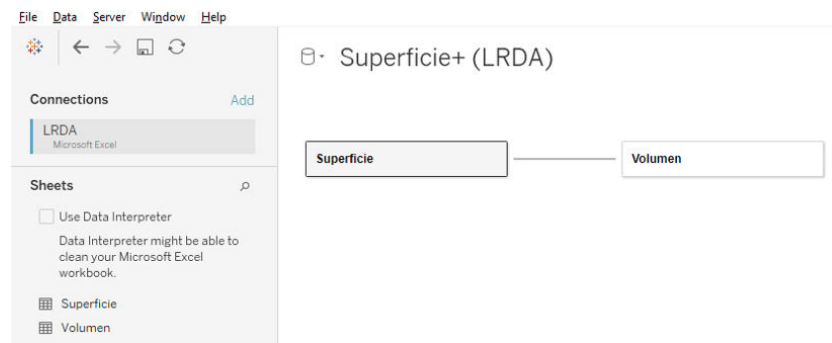 File Data Server Window Help
Superficie+ (LRDA)
Connections Add
LRDA
Microsoft Excel
Superficie
Volumen
Sheets
Use Data Interpreter
Data Interpreter might be able to
clean your Microsoft Excel
workbook.
Superficie
Volumen